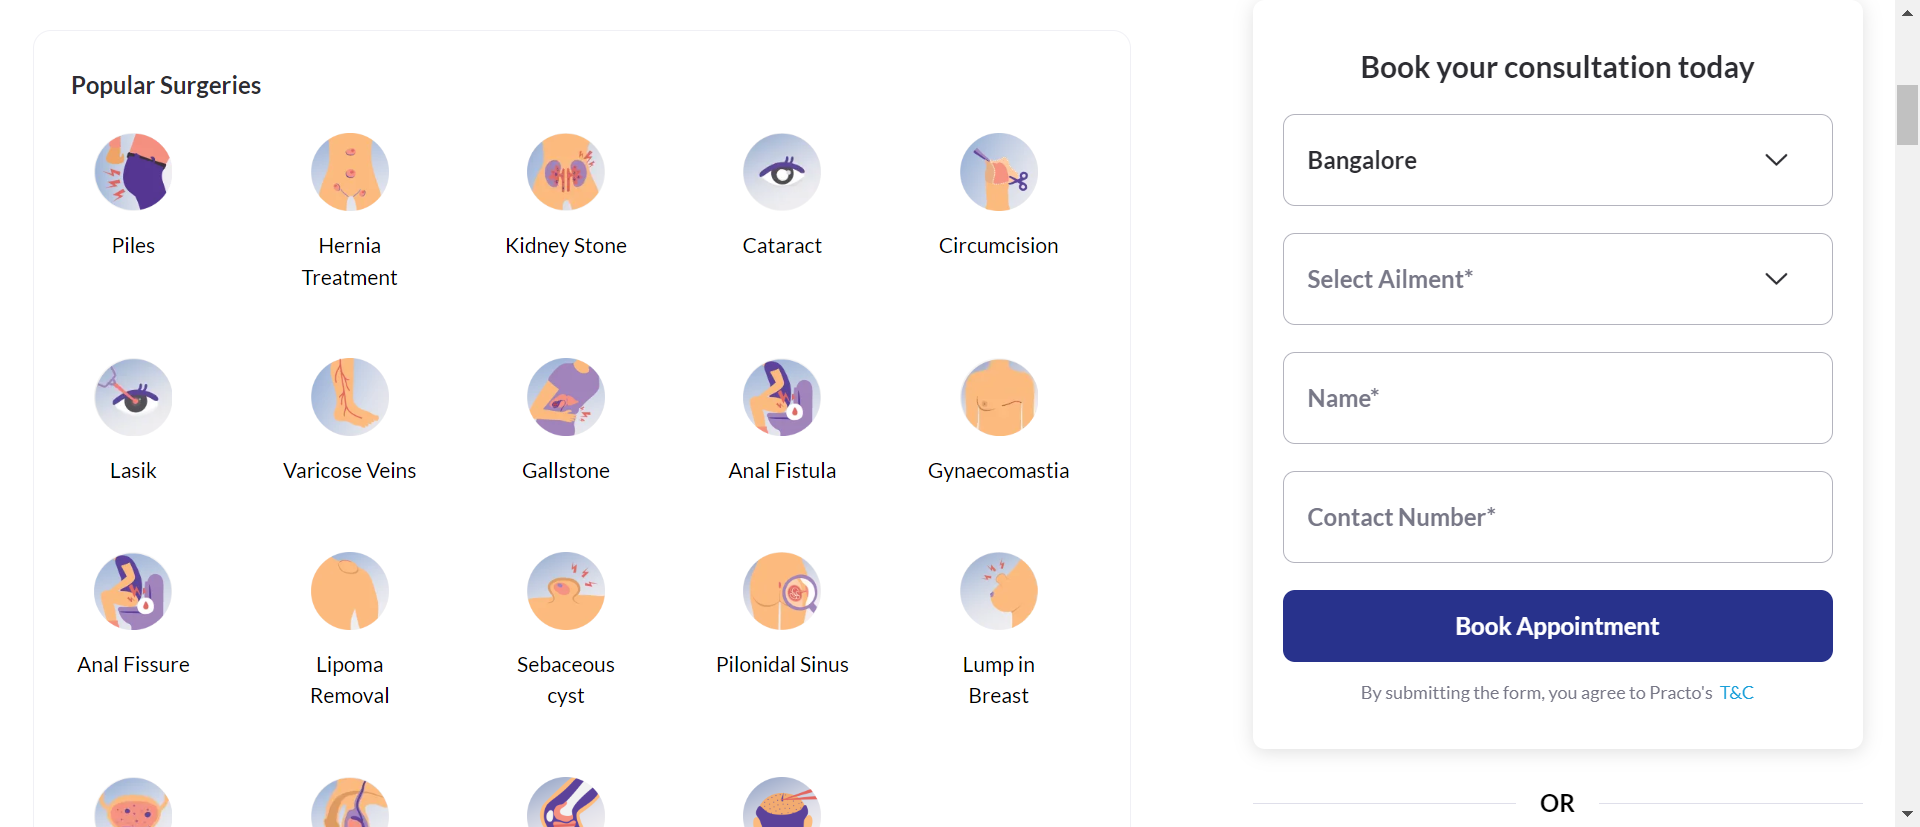 Popular Surgeries
Piles
Hernia
Treatment
Kidney Stone
Cataract
Circumcision
Lasik
Varicose Veins
Gallstone
Anal Fistula
Gynaecomastia
Anal Fissure
Lipoma
Removal
Sebaceous
cyst
Pilonidal Sinus
Lump in
Breast
Book your consultation today
Bangalore
Select Ailment*
Name*
Contact Number*
Book Appointment
By submitting the form, you agree to Practo's T&C
OR